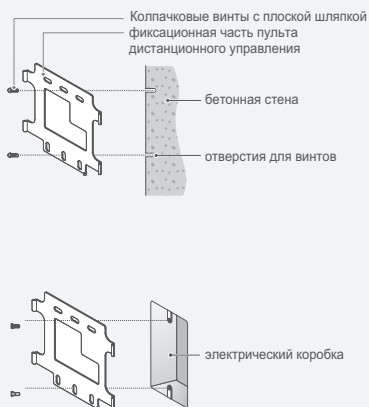 Колпачковые винты с плоской шляпкой
фиксационная часть пульта
дистанционного управления
бетонная стена
отверстия для винтов
электрический коробка